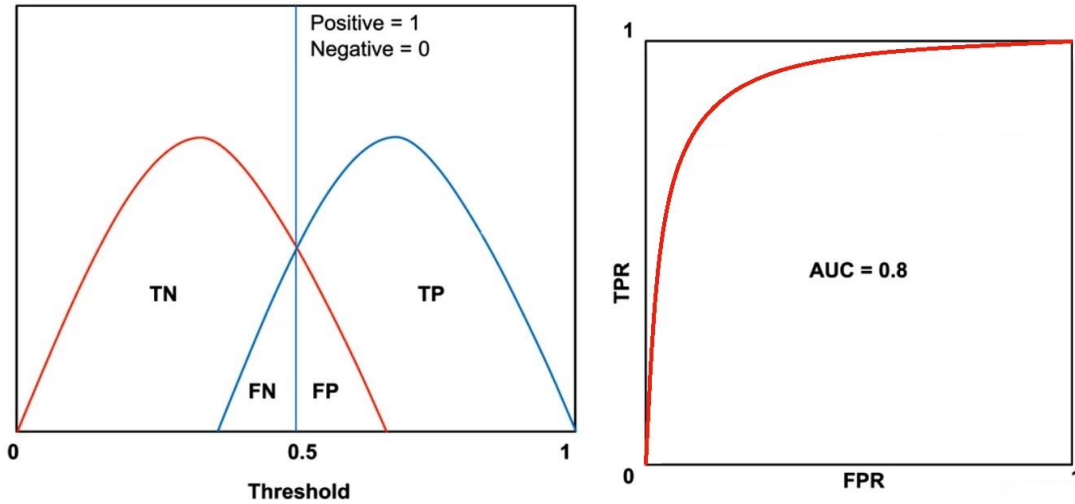 Positive = 1
Negative = 0
TN
TP
FN
FP
0
0.5
1
Threshold
1
TPR
AUC = 0.8
0
FPR
1